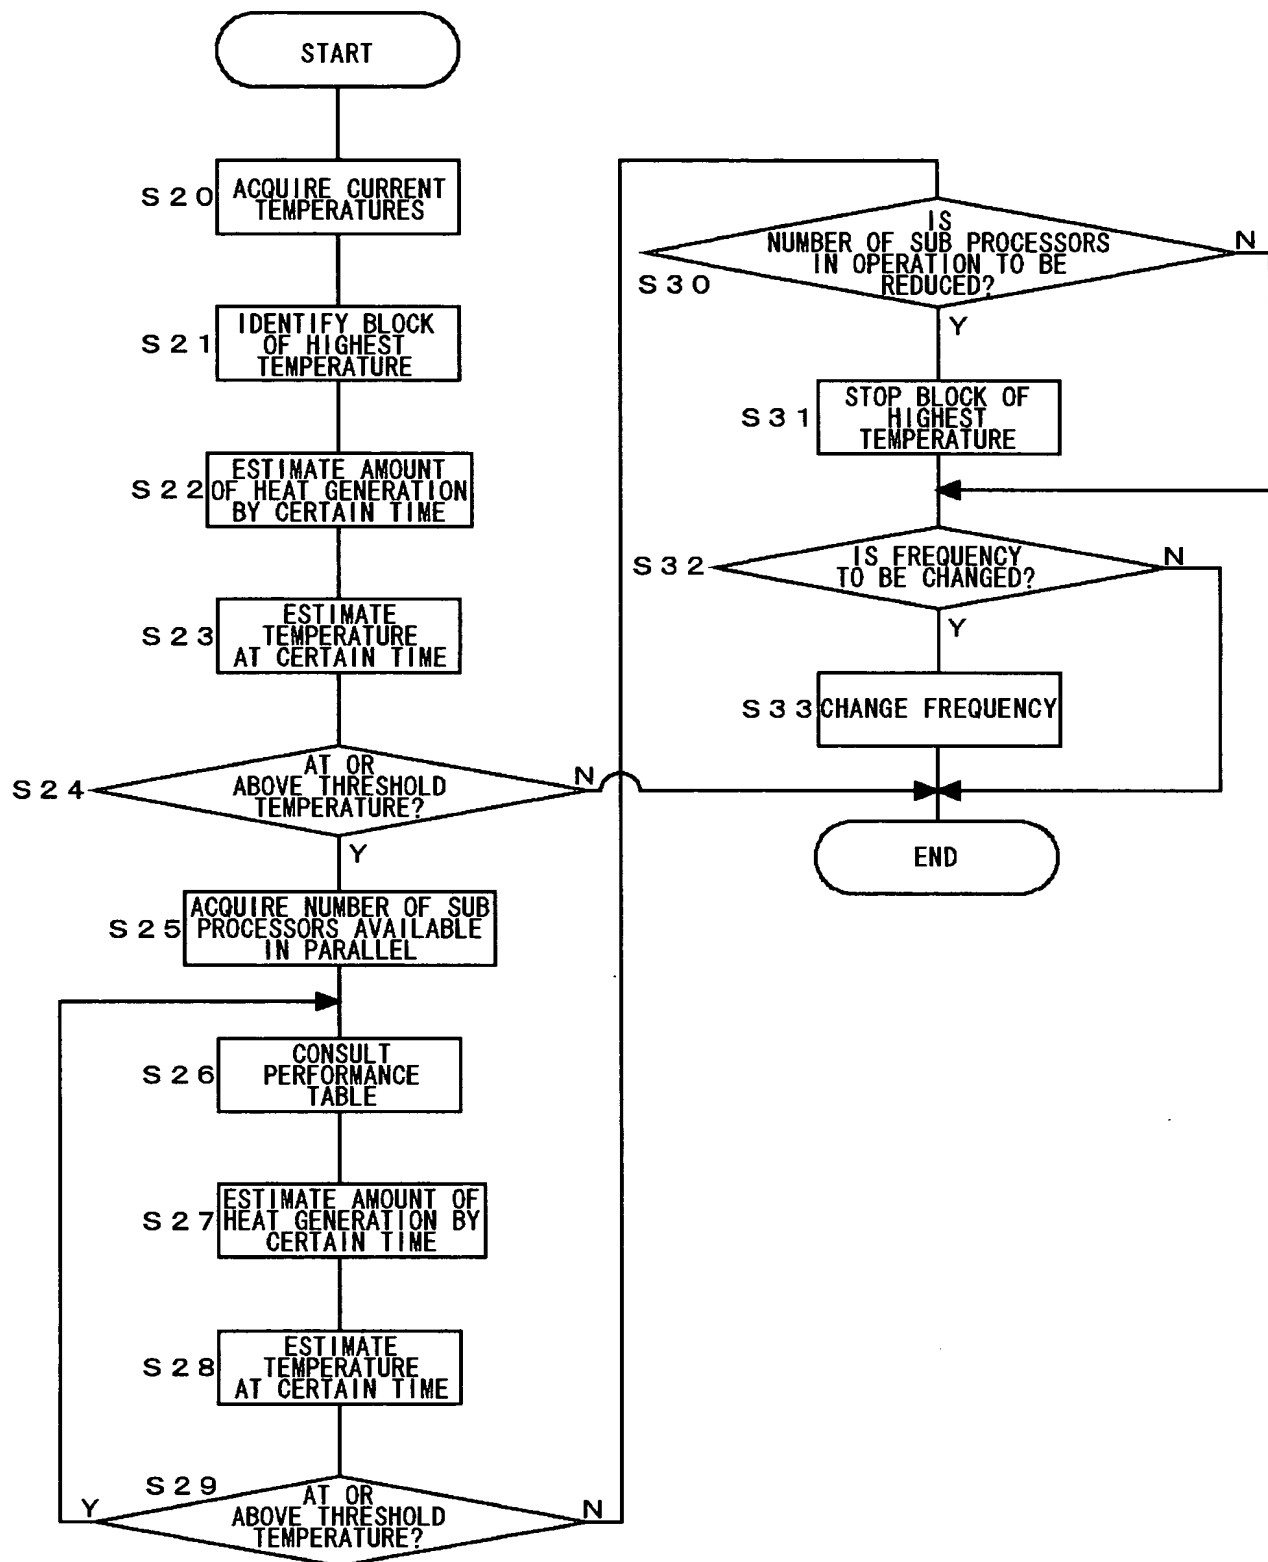 START
S20
ACQUIRE CURRENT
TEMPERATURES
S21
IDENTIFY BLOCK
OF HIGHEST
TEMPERATURE
S22
ESTIMATE AMOUNT
OF HEAT GENERATION
BY CERTAIN TIME
S23
ESTIMATE
TEMPERATURE
AT CERTAIN TIME
S24
AT OR
ABOVE THRESHOLD
TEMPERATURE?
N
Y
S25
ACQUIRE NUMBER OF SUB
PROCESSORS AVAILABLE
IN PARALLEL
S26
CONSULT
PERFORMANCE
TABLE
S27
ESTIMATE AMOUNT OF
HEAT GENERATION BY
CERTAIN TIME
S28
ESTIMATE
TEMPERATURE
AT CERTAIN TIME
S29
AT OR
ABOVE THRESHOLD
TEMPERATURE?
Y
N
S30
IS
NUMBER OF SUB PROCESSORS
IN OPERATION TO BE
REDUCED?
N
Y
S31
STOP BLOCK OF
HIGHEST
TEMPERATURE
S32
IS FREQUENCY
TO BE CHANGED?
N
Y
S33
CHANGE FREQUENCY
END